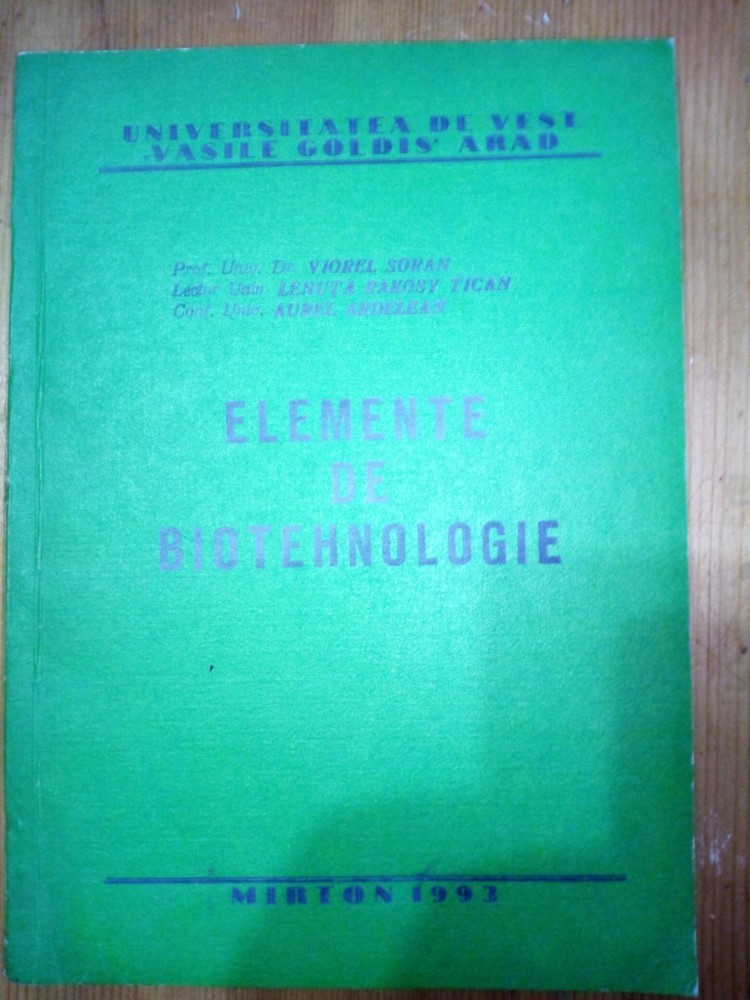 UNIVERSITATEA DE VEST
„VASILE GOLDIS" ARAD
Prof. Univ. Dr. VIOREL SORAN
Lector Univ. LENUŢA RAKOSY TICAN
Conf. Univ. AUREL ARDELEAN
ELEMENTE
DE
BIOTEHNOLOGIE
MIRTON 1993